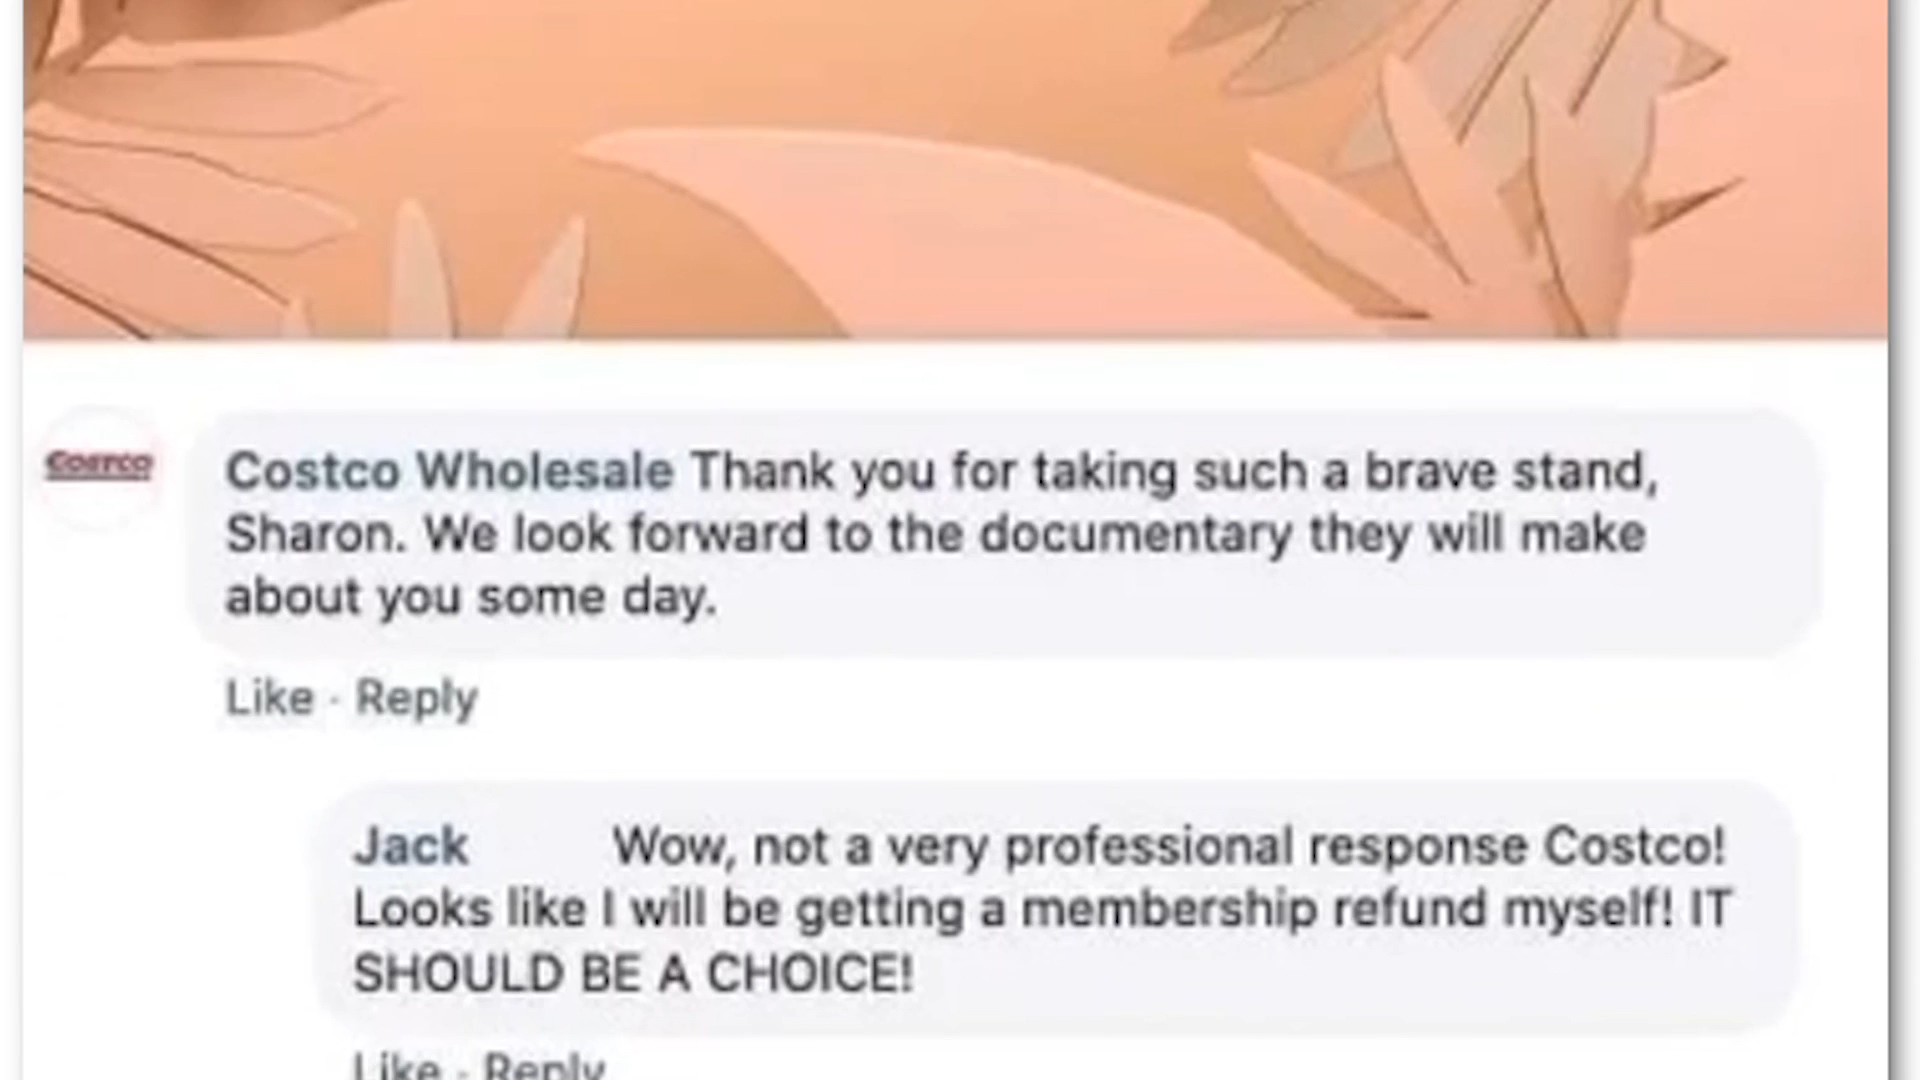 COSTCO
Costco Wholesale Thank you for taking such a brave stand,
Sharon. We look forward to the documentary they will make
about you some day.
Like · Reply
Jack Wow, not a very professional response Costco!
Looks like I will be getting a membership refund myself! IT
SHOULD BE A CHOICE!
Like · Reply